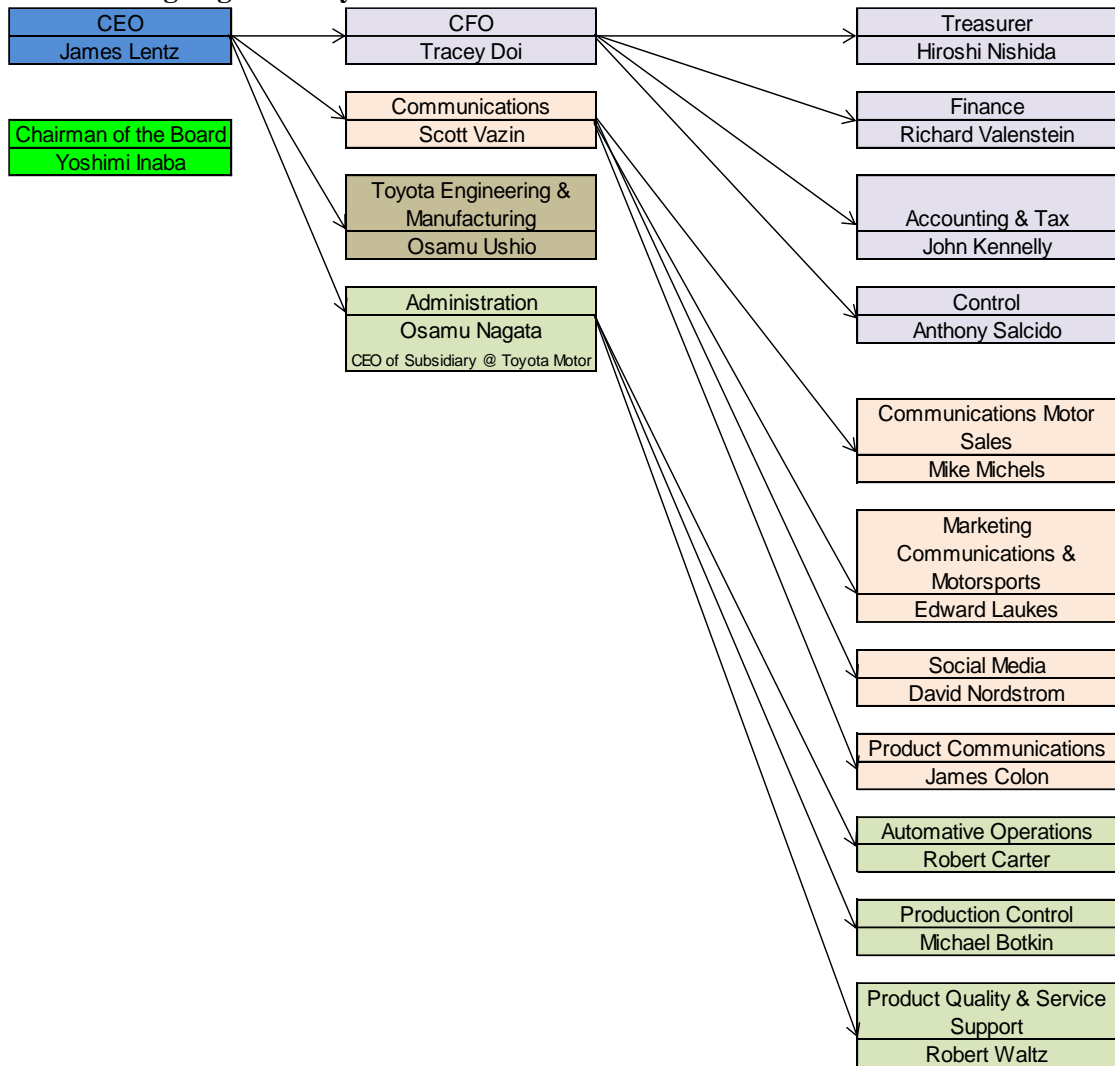 CEO
James Lentz
Chairman of the Board
Yoshimi Inaba
CFO
Tracey Doi
Communications
Scott Vazin
Toyota Engineering &
Manufacturing
Osamu Ushio
Administration
Osamu Nagata
CEO of Subsidiary @ Toyota Motor
Treasurer
Hiroshi Nishida
Finance
Richard Valenstein
Accounting & Tax
John Kennelly
Control
Anthony Salcido
Communications Motor
Sales
Mike Michels
Marketing
Communications &
Motorsports
Edward Laukes
Social Media
David Nordstrom
Product Communications
James Colon
Automative Operations
Robert Carter
Production Control
Michael Botkin
Product Quality & Service
Support
Robert Waltz